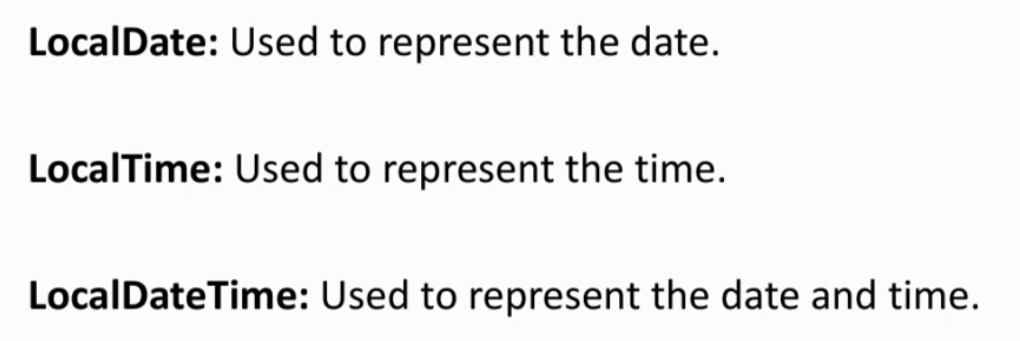 LocalDate: Used to represent the date.
LocalTime: Used to represent the time.
LocalDateTime: Used to represent the date and time.